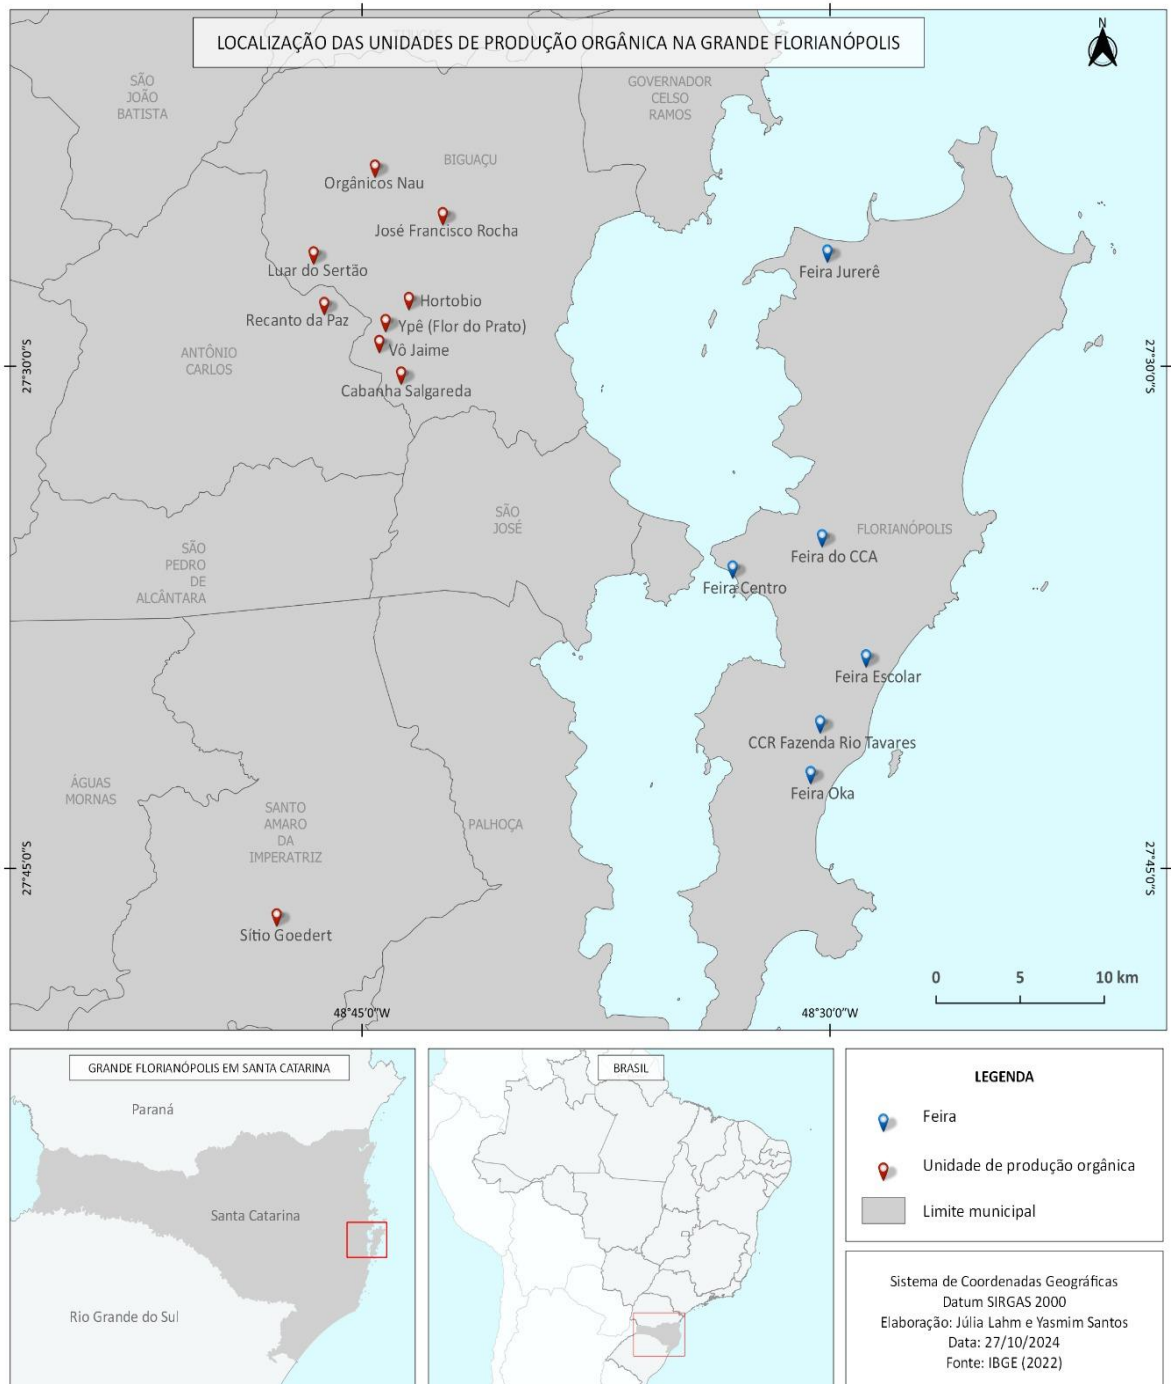 LOCALIZAÇÃO DAS UNIDADES DE PRODUÇÃO ORGÂNICA NA GRANDE FLORIANÓPOLIS
N
SÃO
JOÃO
BATISTA
GOVERNADOR
CELSO
RAMOS
BIGUAÇU
Orgânicos Nau
José Francisco Rocha
Luar do Sertão
Feira Jurerê
Recanto da Paz
Hortobio
Ypê (Flor do Prato)
Vô Jaime
ANTÔNIO
CARLOS
Cabanha Salgareda
27°30'0"S
27°30'0"S
SÃO
JOSÉ
FLORIANÓPOLIS
Feira do CCA
SÃO
PEDRO
DE
ALCÂNTARA
Feira Centro
Feira Escolar
CCR Fazenda Rio Tavares
Feira Oka
ÁGUAS
MORNAS
SANTO
AMARO
DA
IMPERATRIZ
PALHOÇA
27°45'0"S
27°45'0"S
Sítio Goedert
0 5 10 km
48°45'0"W
48°30'0"W
GRANDE FLORIANÓPOLIS EM SANTA CATARINA
Paraná
Santa Catarina
Rio Grande do Sul
BRASIL
LEGENDA
Feira
Unidade de produção orgânica
Limite municipal
Sistema de Coordenadas Geográficas
Datum SIRGAS 2000
Elaboração: Júlia Lahm e Yasmim Santos
Data: 27/10/2024
Fonte: IBGE (2022)